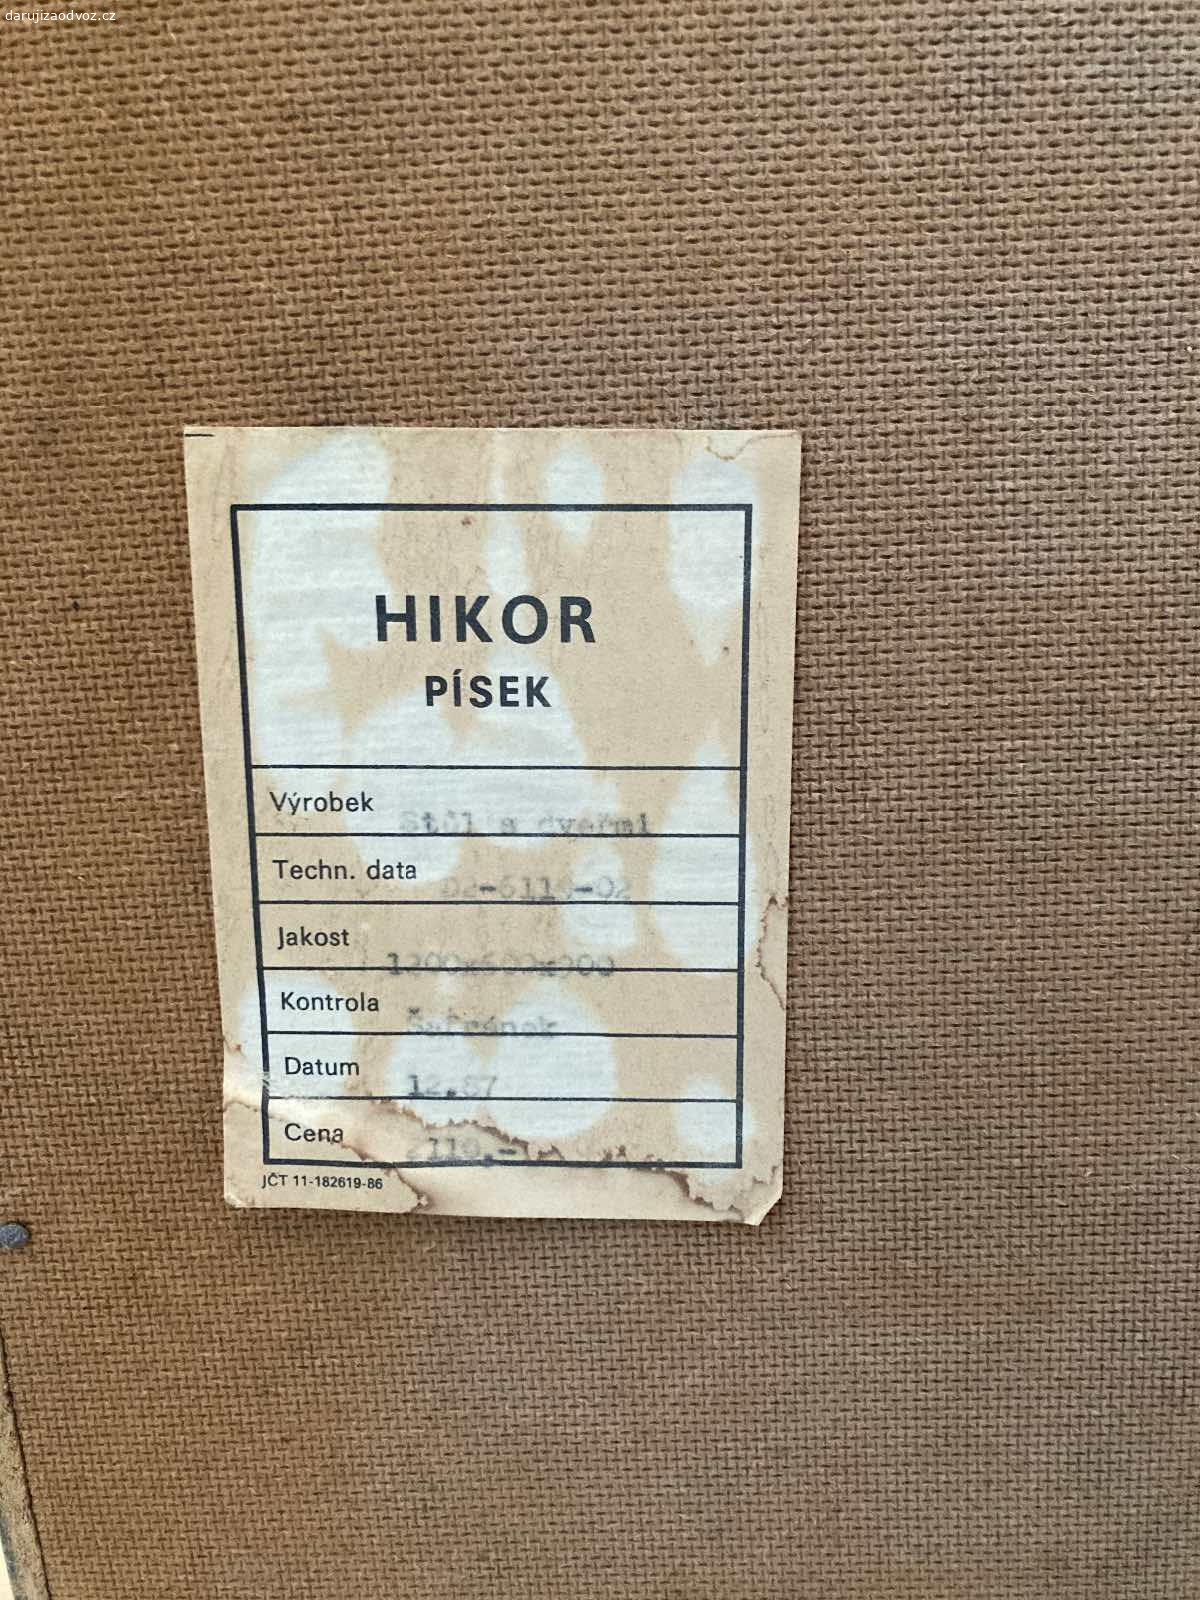 darujizaodvoz.cz
HIKOR
PÍSEK
Výrobek Stůl s dveřmi
Techn. data
Jakost
Kontrola
Datum 12.87
Cena
JČT 11-182619-86